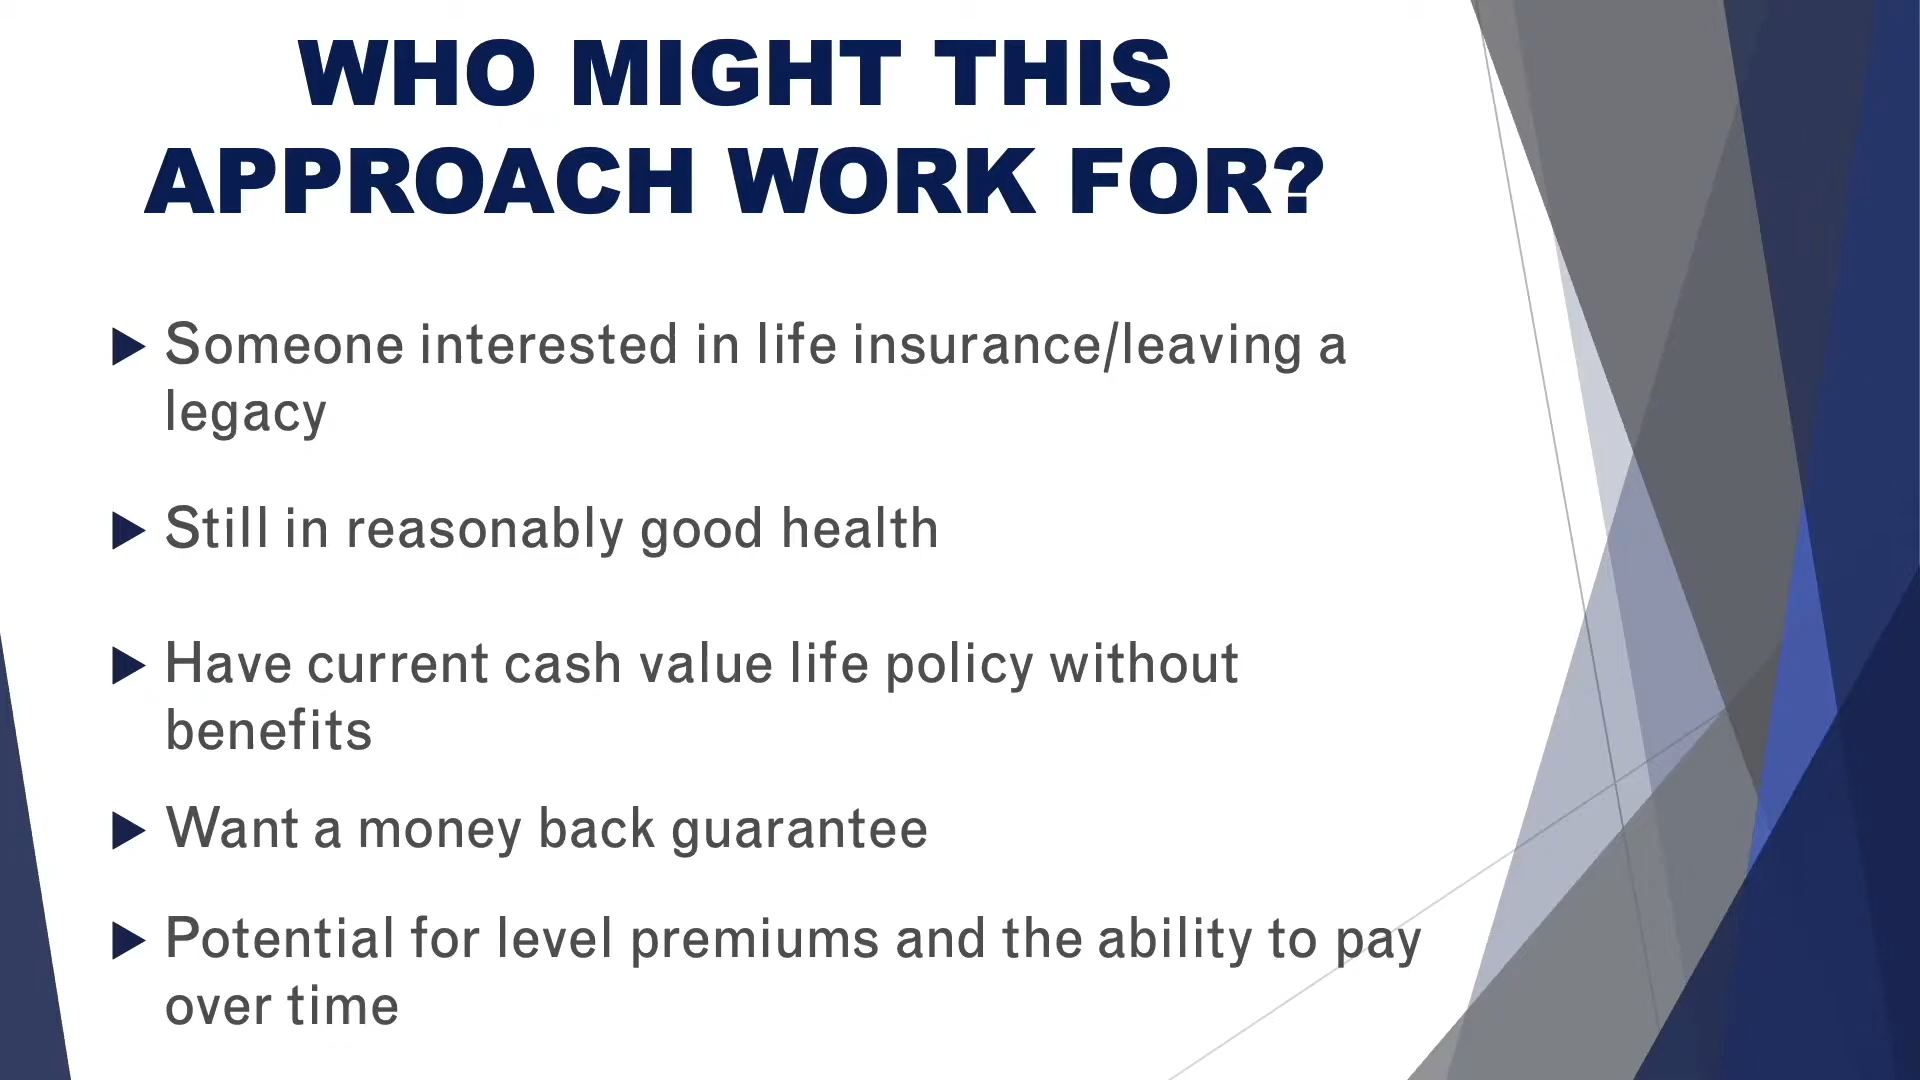 WHO MIGHT THIS
APPROACH WORK FOR?
Someone interested in life insurance/leaving a
legacy
Still in reasonably good health
Have current cash value life policy without
benefits
Want a money back guarantee
Potential for level premiums and the ability to pay
over time